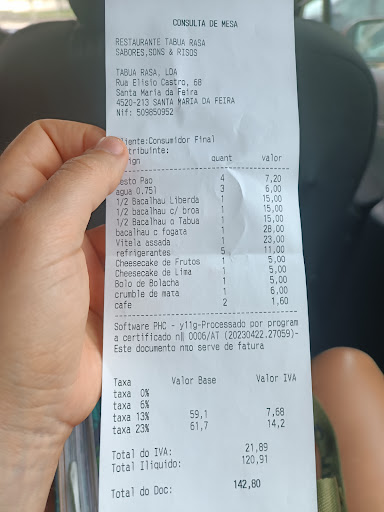 CONSULTA DE MESA
RESTAURANTE TABUA RASA
SABORES,SONS & RISOS
TABUA RASA, LDA
Rua Elisio Castro, 68
Santa Maria da Feira
4520-213 SANTA MARIA DA FEIRA
Nif: 509850952
liente:Consumidor Final
tribuinte:
ign quant valor
esto Pao 4 7,20
agua 0.75l 3 6,00
1/2 Bacalhau Liberda 1 15,00
1/2 bacalhau c/ broa 1 15,00
1/2 Bacalhau a Tabua 1 15,00
bacalhau c fogata 1 28,00
Vitela assada 1 23,00
refrigerantes 5 11,00
Cheesecake de Frutos 1 5,00
Cheesecake de Lima 1 5,00
Bolo de Bolacha 1 5,00
crumble de mata 1 6,00
cafe 2 1,60
Software PHC - y11g-Processado por program
a certificado n 0006/AT (20230422.27059)-
Este documento nmo serve de fatura
Taxa Valor Base Valor IVA
taxa 0%
taxa 6%
taxa 13% 59,1 7,68
taxa 23% 61,7 14,2
Total do IVA: 21,89
Total Iliquido: 120,91
Total do Doc: 142,80